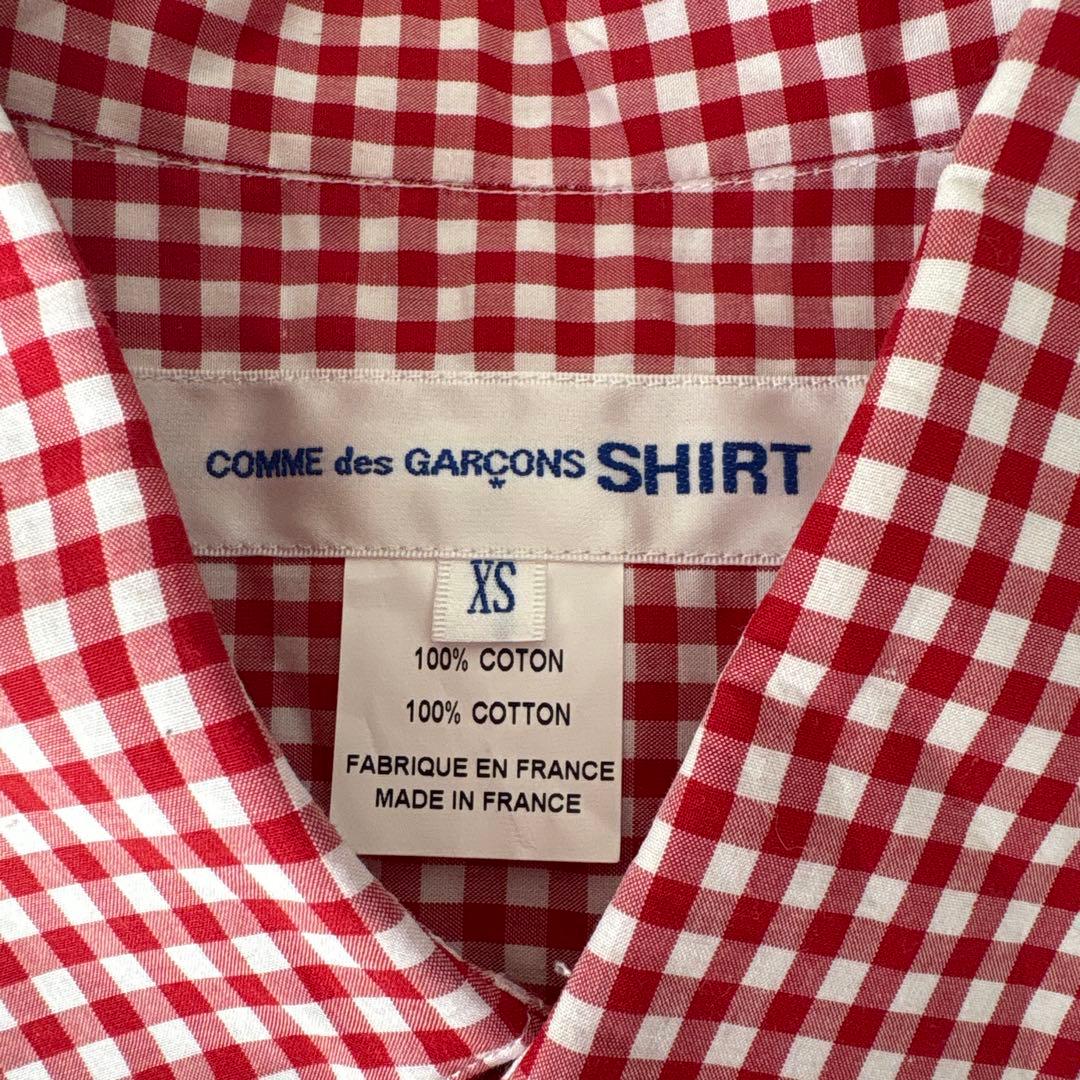 COMME des GARÇONS SHIRT
XS
100% COTON
100% COTTON
FABRIQUE EN FRANCE
MADE IN FRANCE